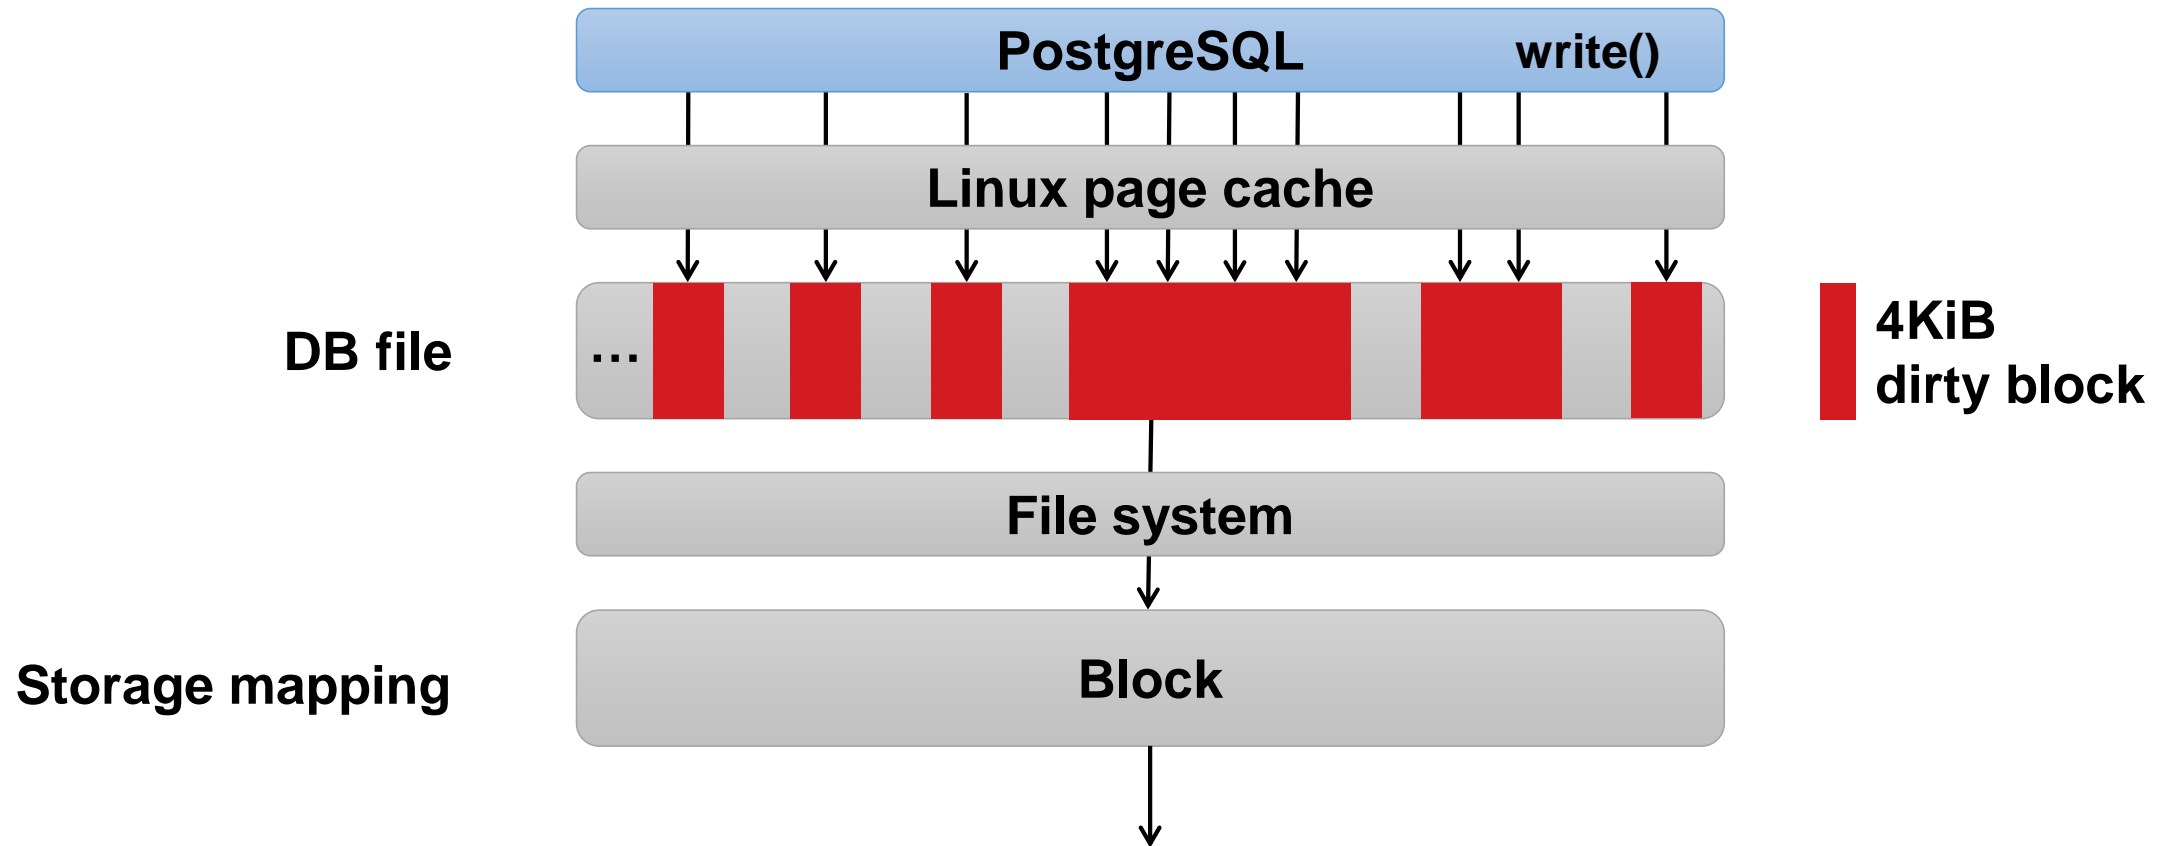 PostgreSQL
write()
Linux page cache
DB file
...
4KiB
dirty block
File system
Storage mapping
Block